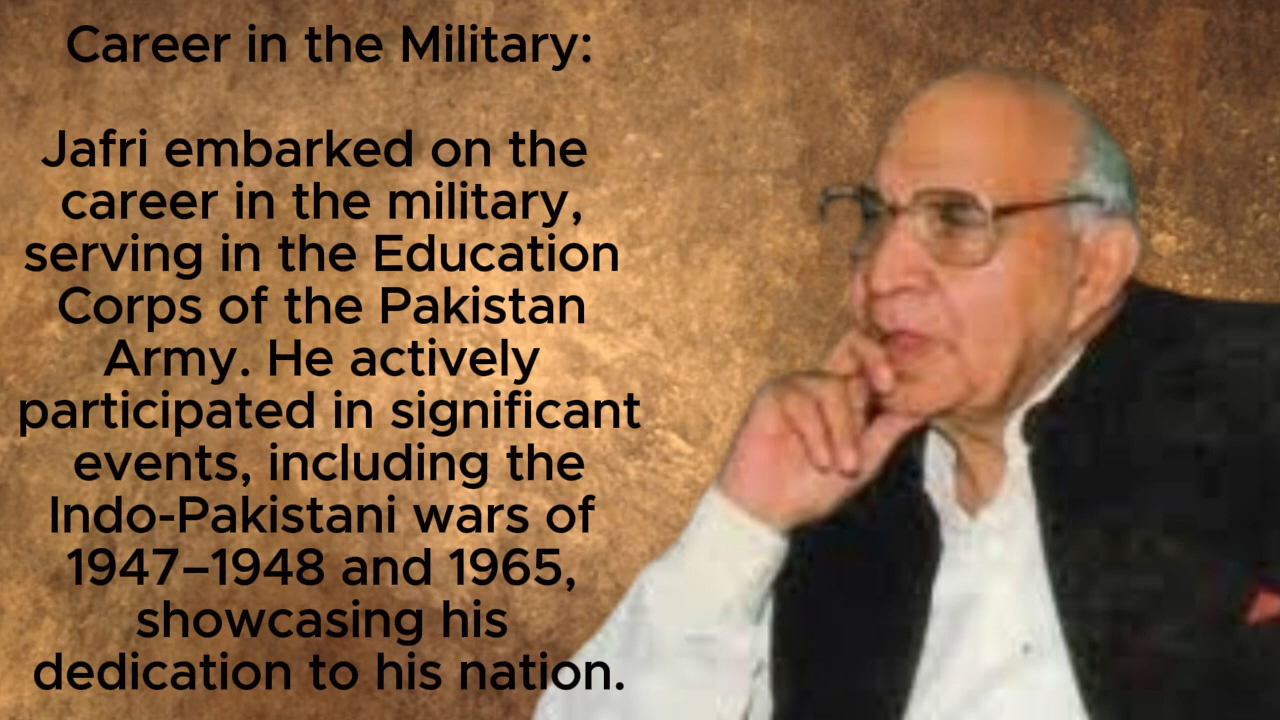 Career in the Military:
Jafri embarked on the
career in the military,
serving in the Education
Corps of the Pakistan
Army. He actively
participated in significant
events, including the
Indo-Pakistani wars of
1947–1948 and 1965,
showcasing his
dedication to his nation.